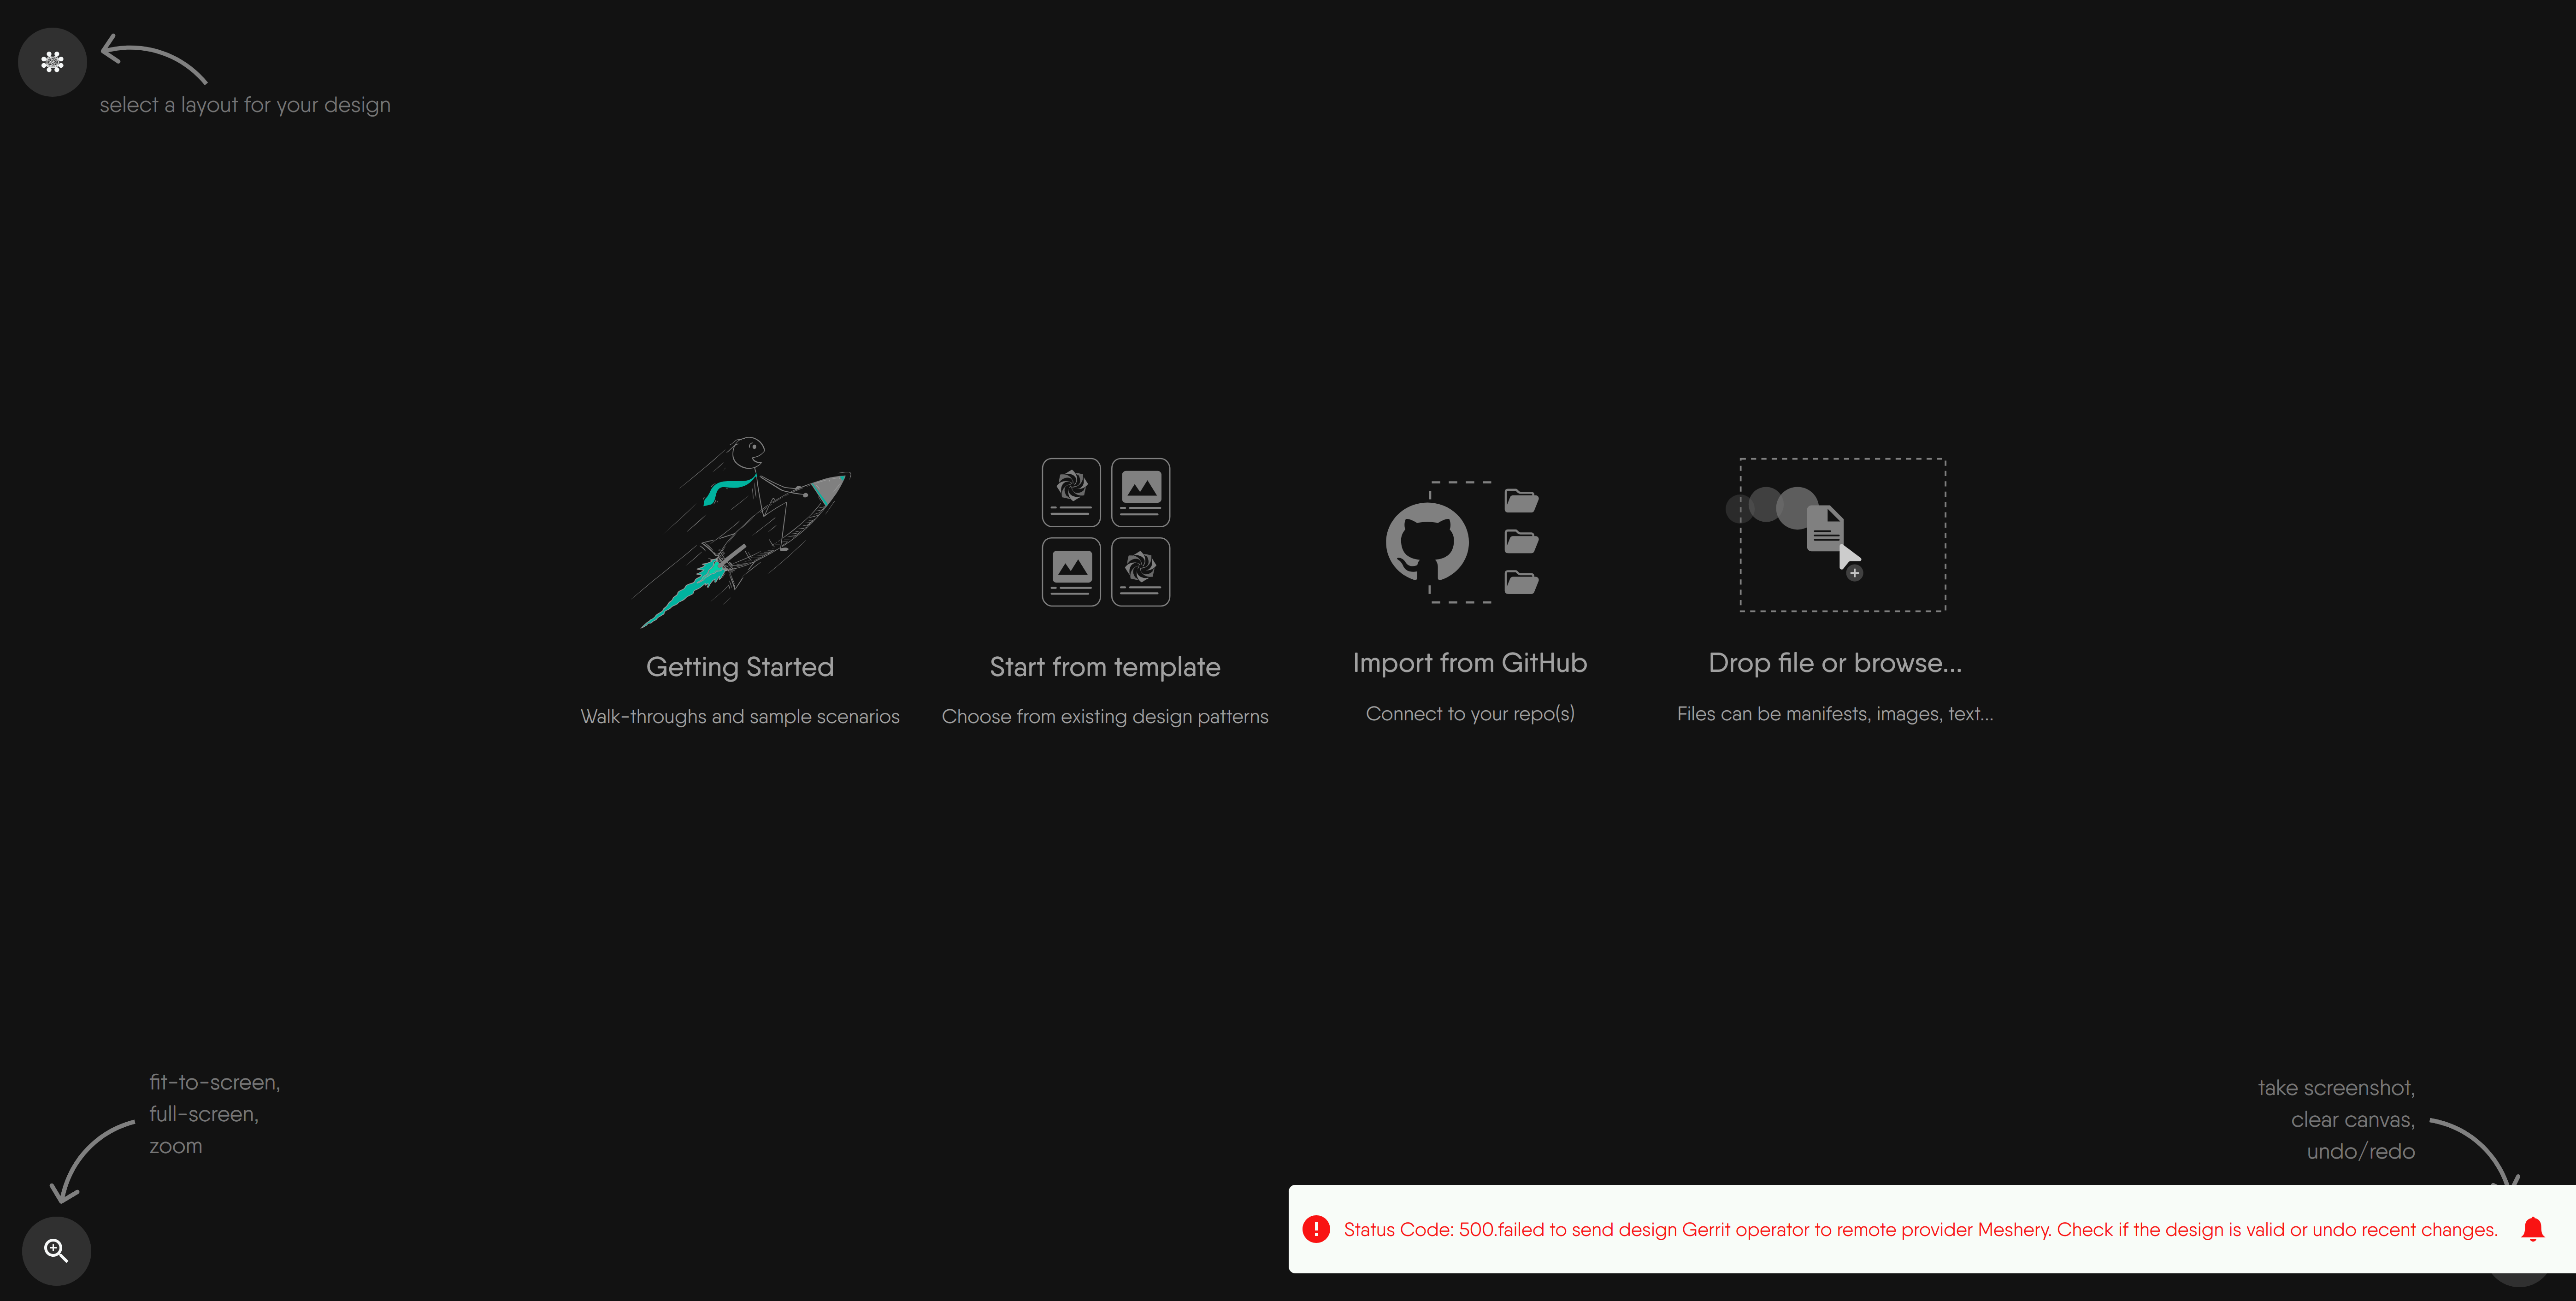 select a layout for your design
Getting Started
Walk-throughs and sample scenarios
Start from template
Choose from existing design patterns
Import from GitHub
Connect to your repo(s)
Drop file or browse...
Files can be manifests, images, text...
fit-to-screen,
full-screen,
zoom
take screenshot,
clear canvas,
undo/redo
Status Code: 500.failed to send design Gerrit operator to remote provider Meshery. Check if the design is valid or undo recent changes.